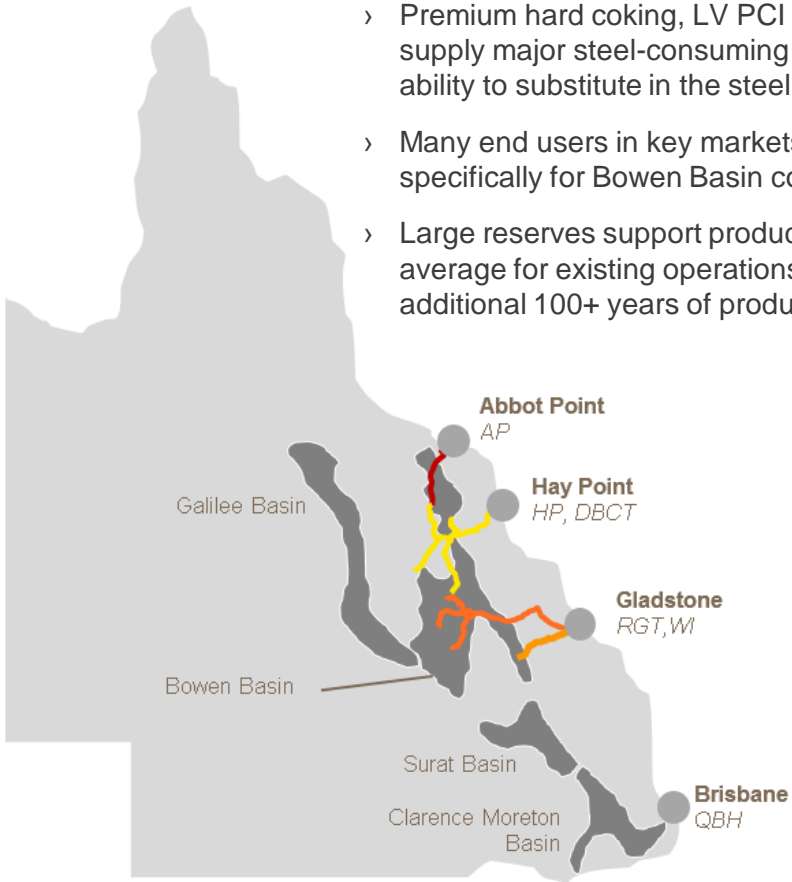 › Premium hard coking, LV PCI
supply major steel-consuming
ability to substitute in the steel
› Many end users in key markets
specifically for Bowen Basin co
› Large reserves support produc
average for existing operations
additional 100+ years of produ
Abbot Point
AP
Hay Point
HP, DBCT
Galilee Basin
Gladstone
RGT,WI
Bowen Basin
Surat Basin
Clarence Moreton
Basin
Brisbane
QBH